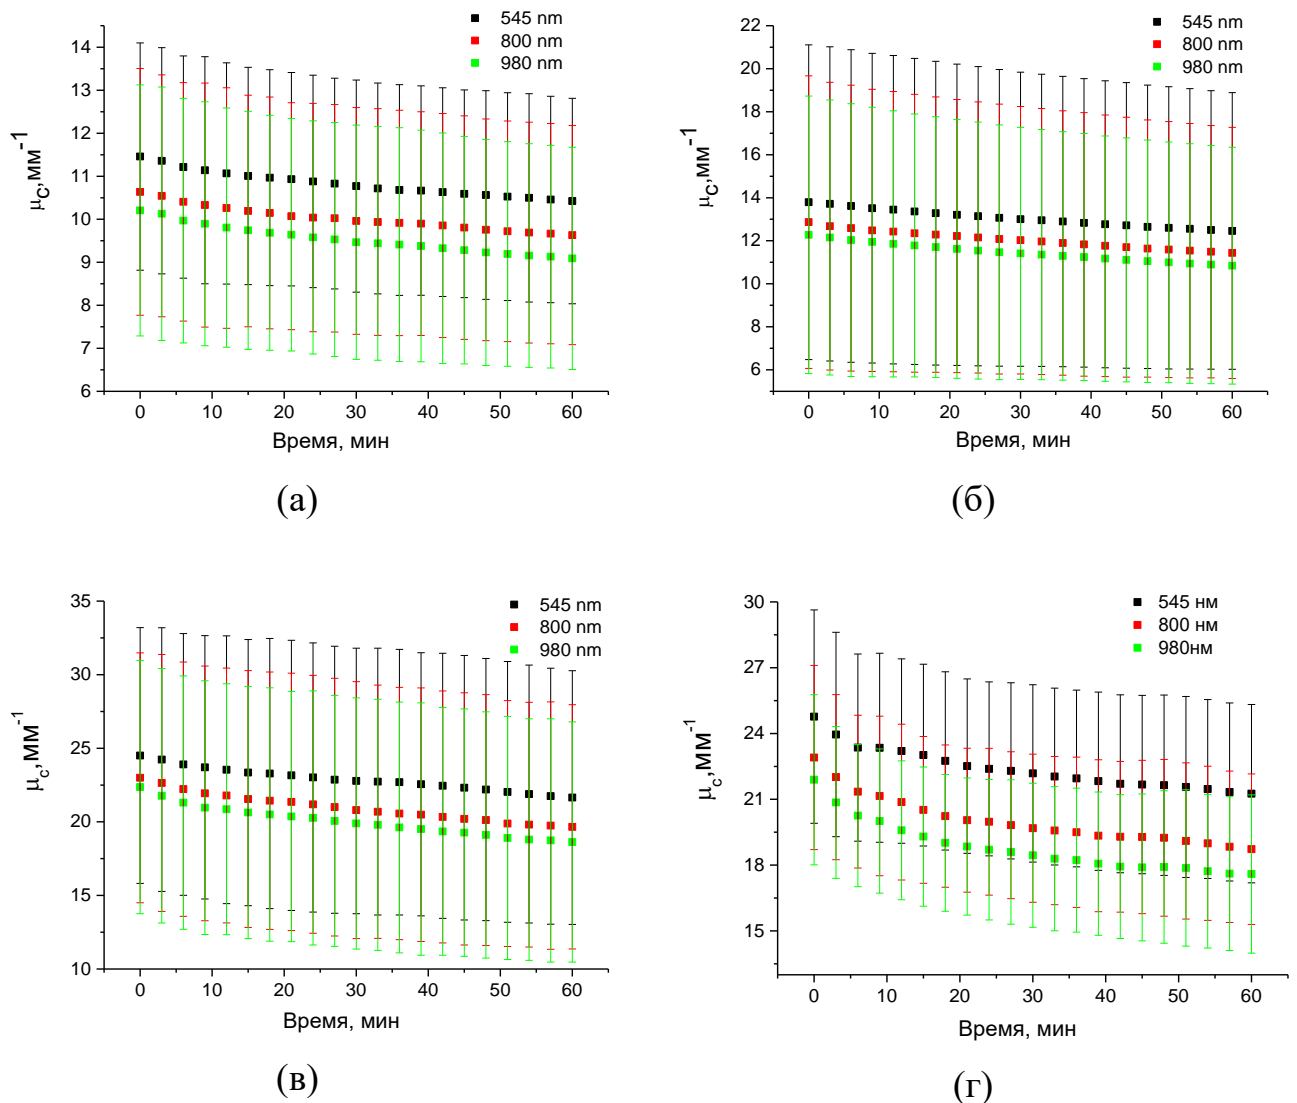 545 nm
800 nm
980 nm
14
13
12
11
10
9
8
7
6
μC,мм-1
0 10 20 30 40 50 60
Время, мин
(а)
545 nm
800 nm
980 nm
22
20
18
16
14
12
10
8
6
μC,мм-1
0 10 20 30 40 50 60
Время, мин
(б)
545 nm
800 nm
980 nm
35
30
25
20
15
10
μc,мм-1
0 10 20 30 40 50 60
Время, мин
(в)
545 нм
800 нм
980нм
30
27
24
21
18
15
μc,мм-1
0 10 20 30 40 50 60
Время, мин
(г)